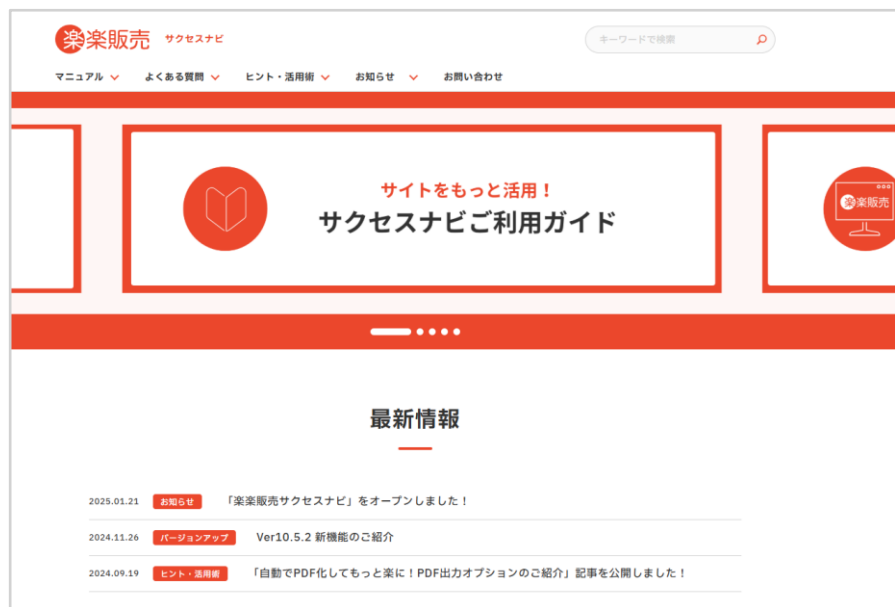 楽楽販売 サクセスナビ
キーワードで検索
マニュアル よくある質問 ヒント・活用術 お知らせ お問い合わせ
サイトをもっと活用！
サクセスナビご利用ガイド
楽楽販売
最新情報
2025.01.21 お知らせ 「楽楽販売サクセスナビ」をオープンしました！
2024.11.26 バージョンアップ Ver10.5.2 新機能のご紹介
2024.09.19 ヒント・活用術 「自動でPDF化してもっと楽に！PDF出力オプションのご紹介」記事を公開しました！